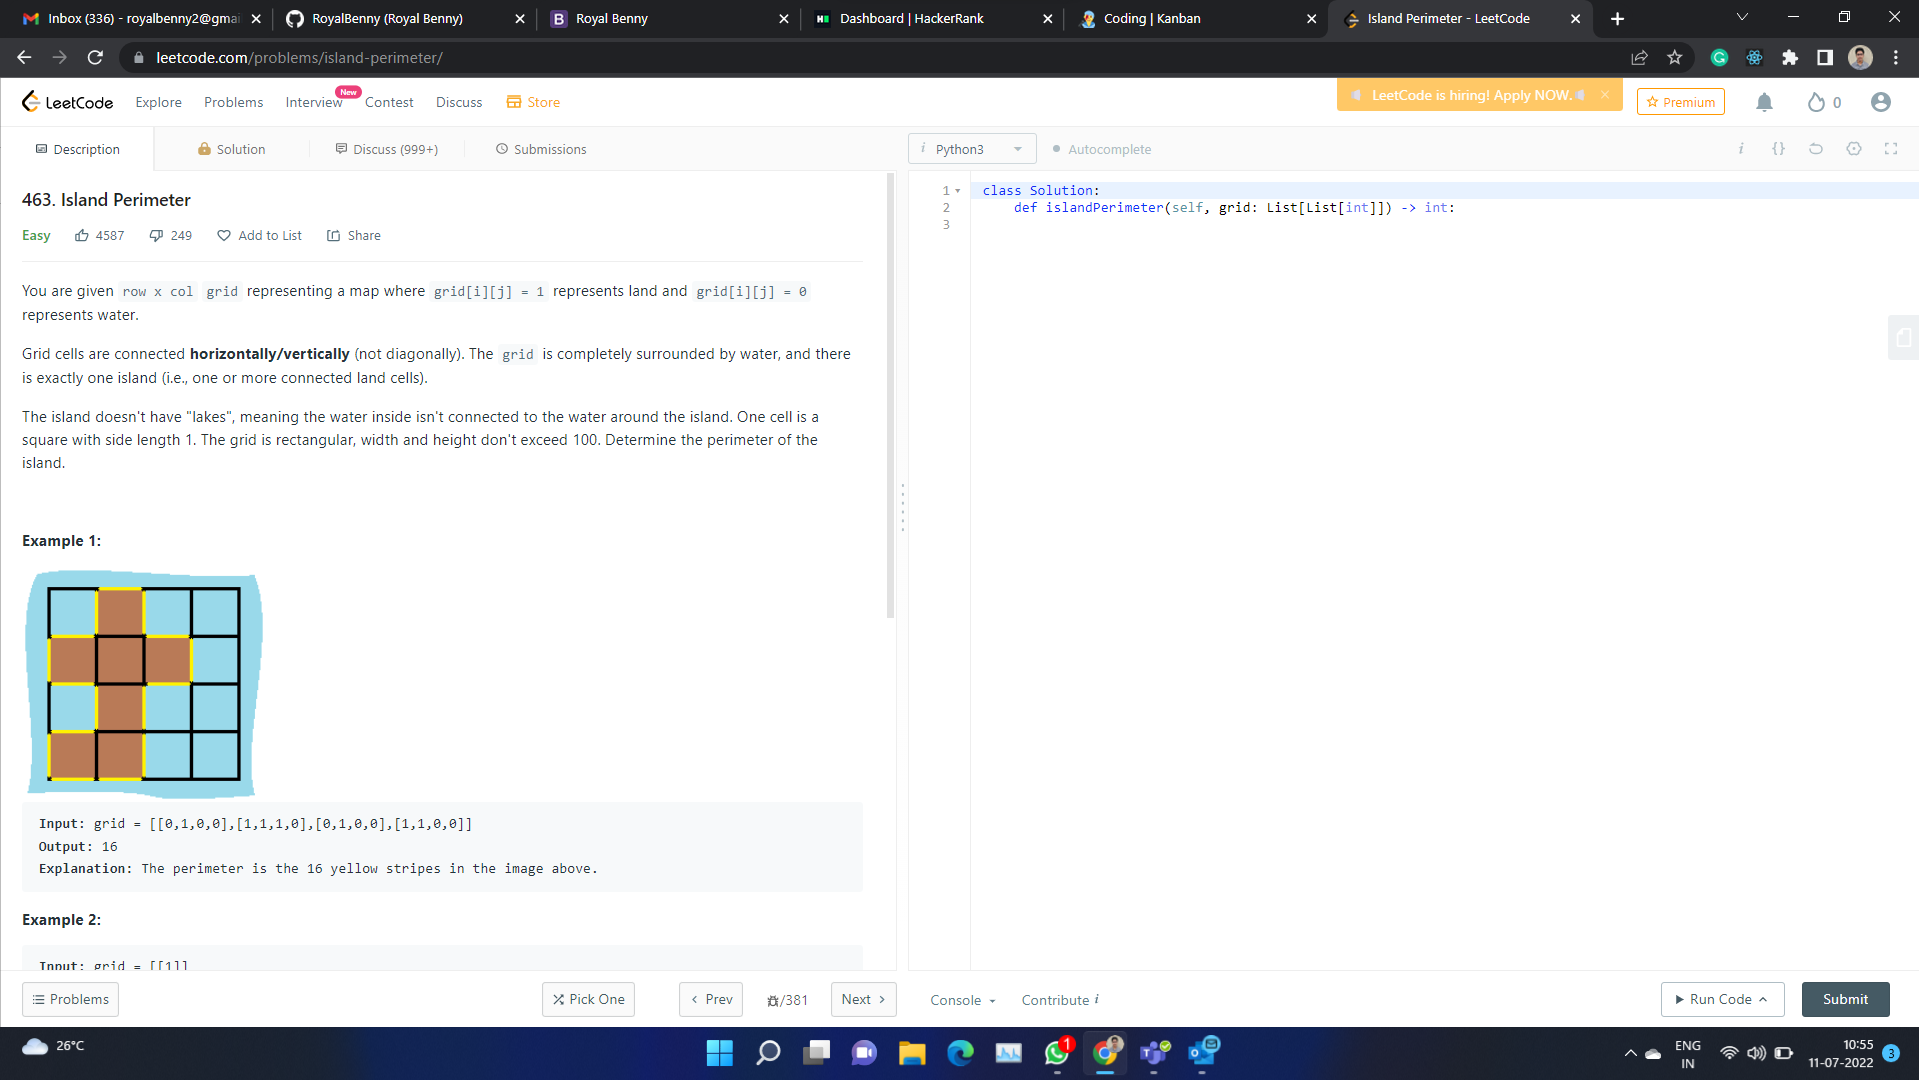 Inbox (336) - royalbenny2@gmai
RoyalBenny (Royal Benny)
Royal Benny
Dashboard | HackerRank
Coding | Kanban
Island Perimeter - LeetCode
leetcode.com/problems/island-perimeter/
LeetCode
Explore
Problems
Interview
New
Contest
Discuss
Store
LeetCode is hiring! Apply NOW.
Premium
0
Description
Solution
Discuss (999+)
Submissions
i Python3
Autocomplete
463. Island Perimeter
Easy 4587 249 Add to List Share
You are given row x col grid representing a map where grid[i][j] = 1 represents land and grid[i][j] = 0
represents water.
Grid cells are connected horizontally/vertically (not diagonally). The grid is completely surrounded by water, and there
is exactly one island (i.e., one or more connected land cells).
The island doesn't have "lakes", meaning the water inside isn't connected to the water around the island. One cell is a
square with side length 1. The grid is rectangular, width and height don't exceed 100. Determine the perimeter of the
island.
Example 1:
Input: grid = [[0,1,0,0],[1,1,1,0],[0,1,0,0],[1,1,0,0]]
Output: 16
Explanation: The perimeter is the 16 yellow stripes in the image above.
Example 2:
Input: grid = [[1]]
1 class Solution:
2 def islandPerimeter(self, grid: List[List[int]]) -> int:
3
Problems
Pick One
Prev
/381
Next
Console
Contribute i
Run Code
Submit
26°C
1
ENG
IN
10:55
11-07-2022
3